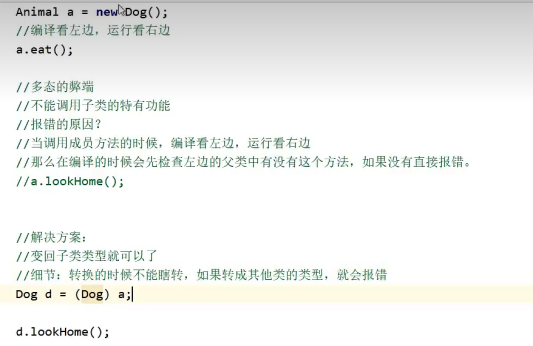 Animal a = new Dog();
//编译看左边，运行看右边
a.eat();
//多态的弊端
//不能调用子类的特有功能
//报错的原因？
//当调用成员方法的时候，编译看左边，运行看右边
//那么在编译的时候会先检查左边的父类中有没有这个方法，如果没有直接报错。
//a.lookHome();
//解决方案：
//变回子类类型就可以了
//细节：转换的时候不能瞎转，如果转成其他类的类型，就会报错
Dog d = (Dog) a;
d.lookHome();